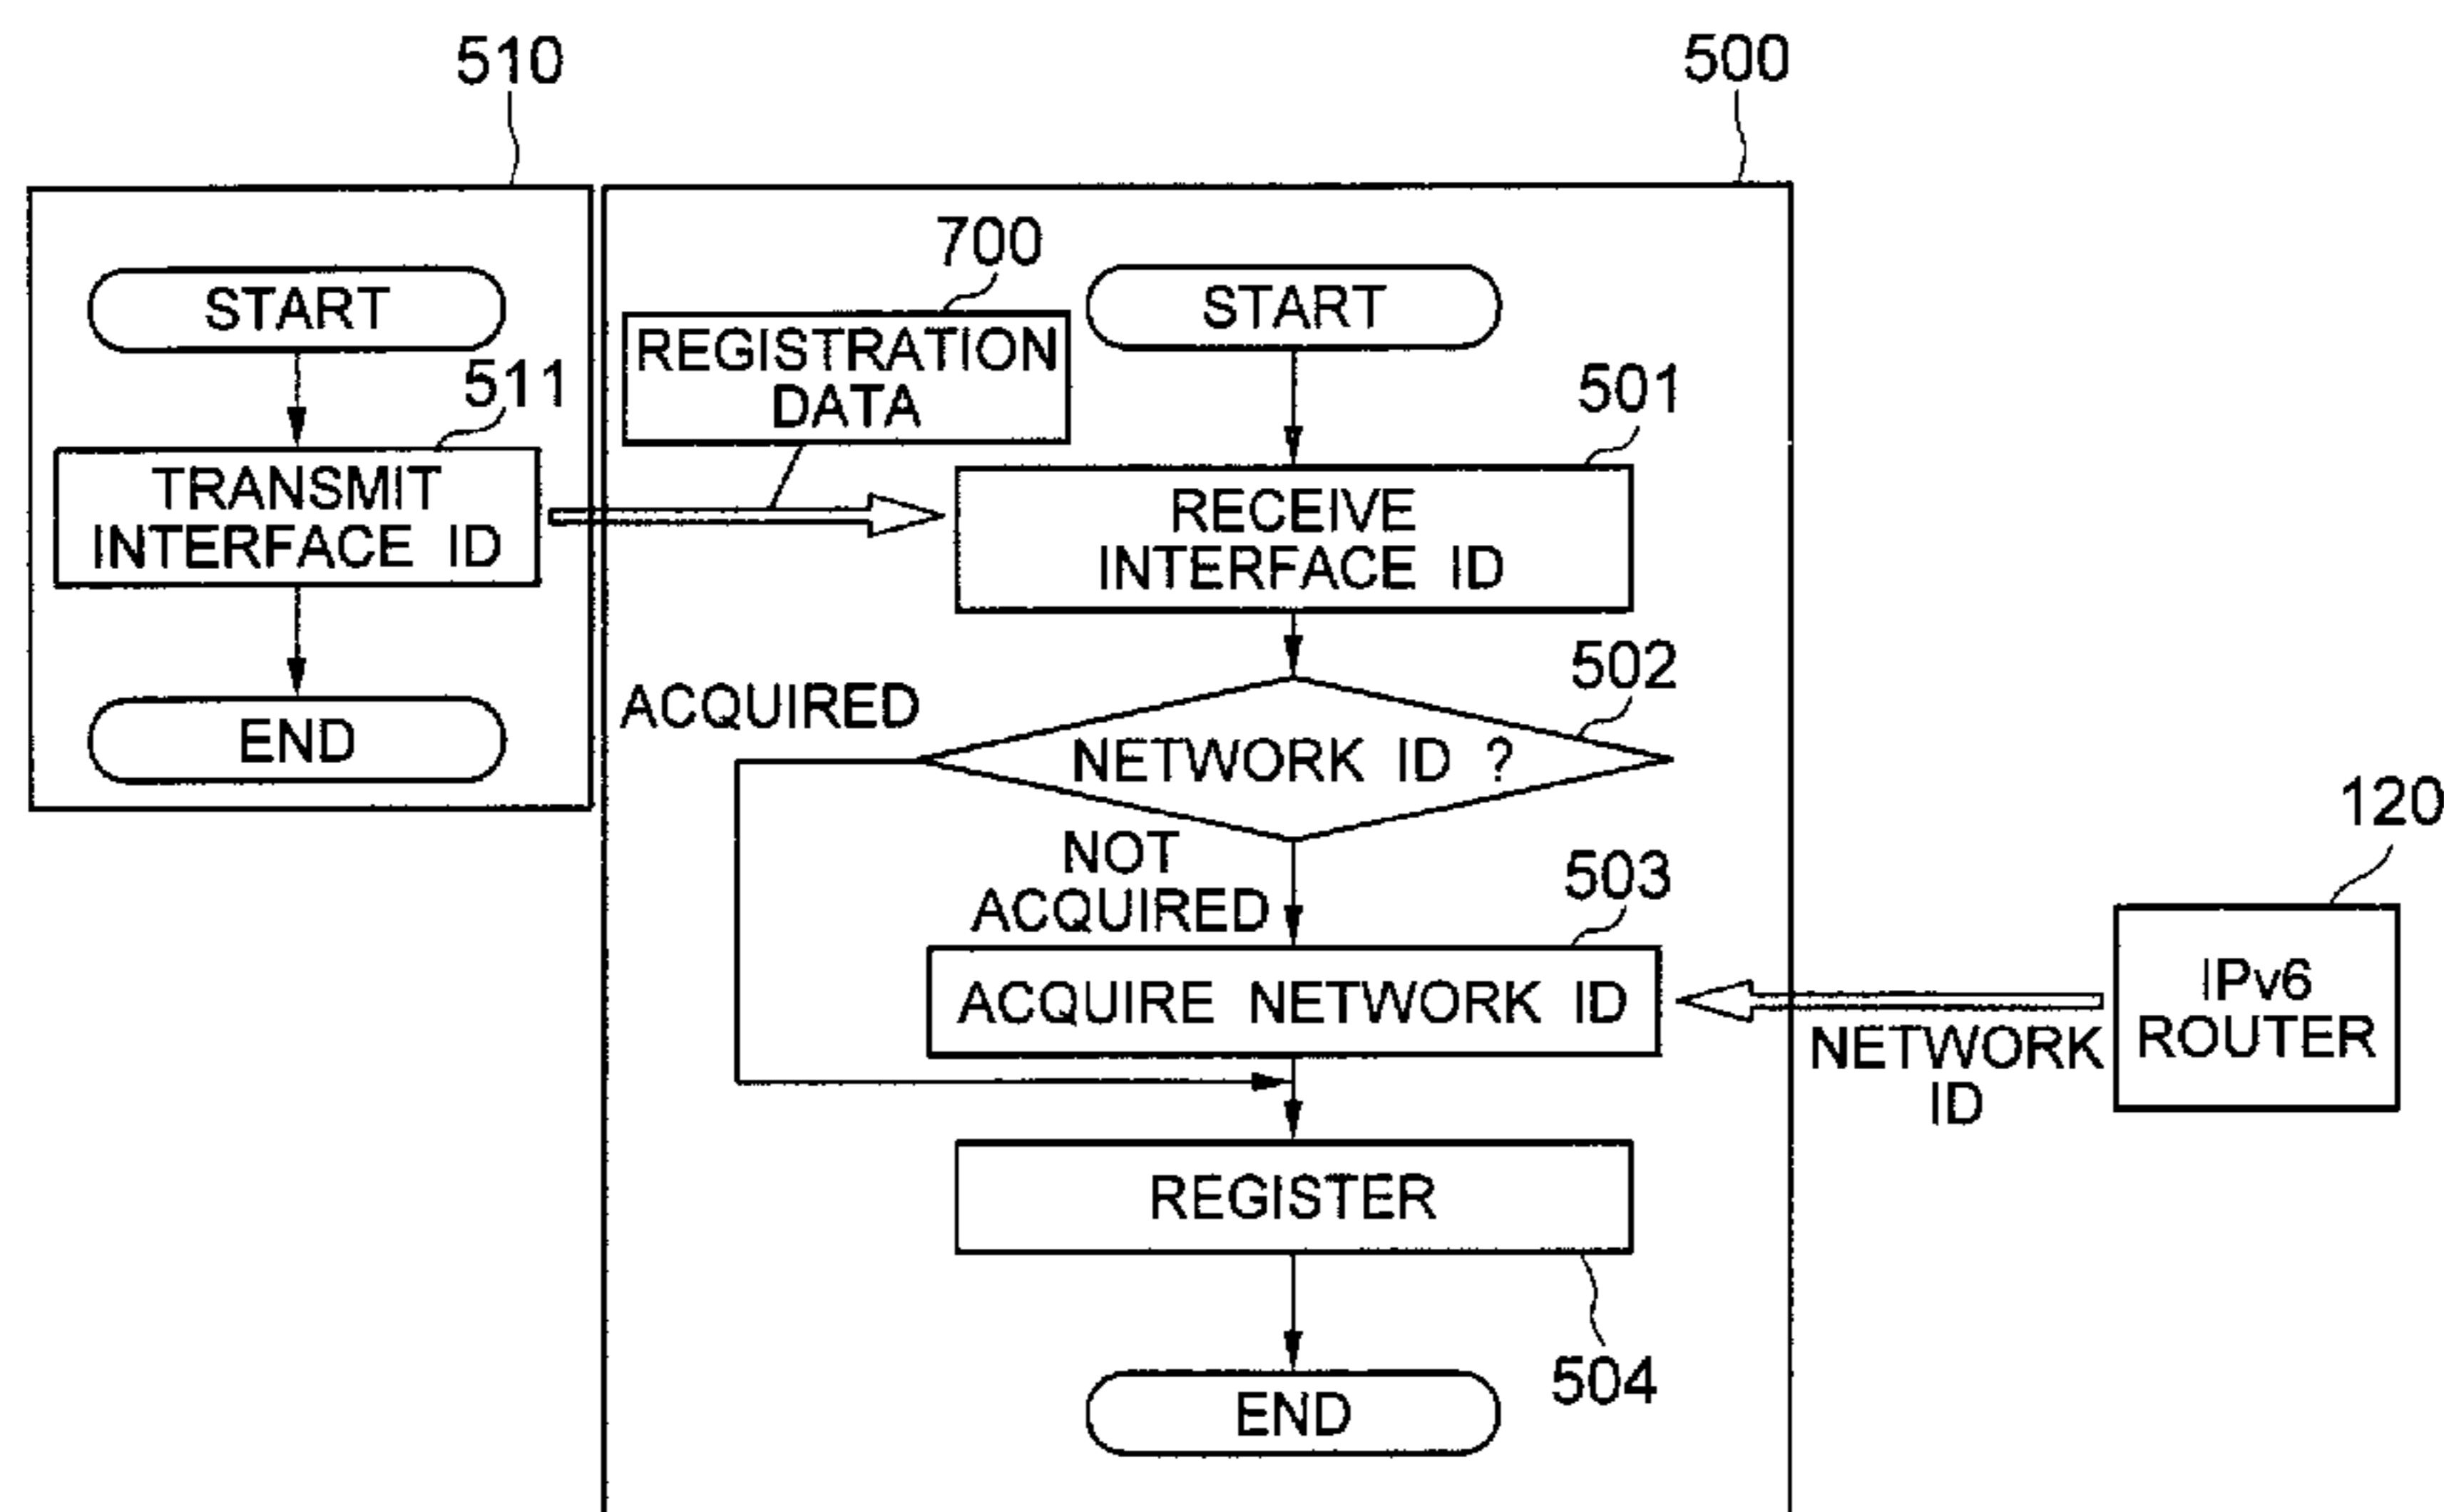 510
500
START
511
TRANSMIT
INTERFACE ID
END
700
REGISTRATION
DATA
START
501
RECEIVE
INTERFACE ID
502
ACQUIRED
NETWORK ID ?
NOT
ACQUIRED
503
ACQUIRE NETWORK ID
120
IPv6
ROUTER
NETWORK
ID
REGISTER
504
END